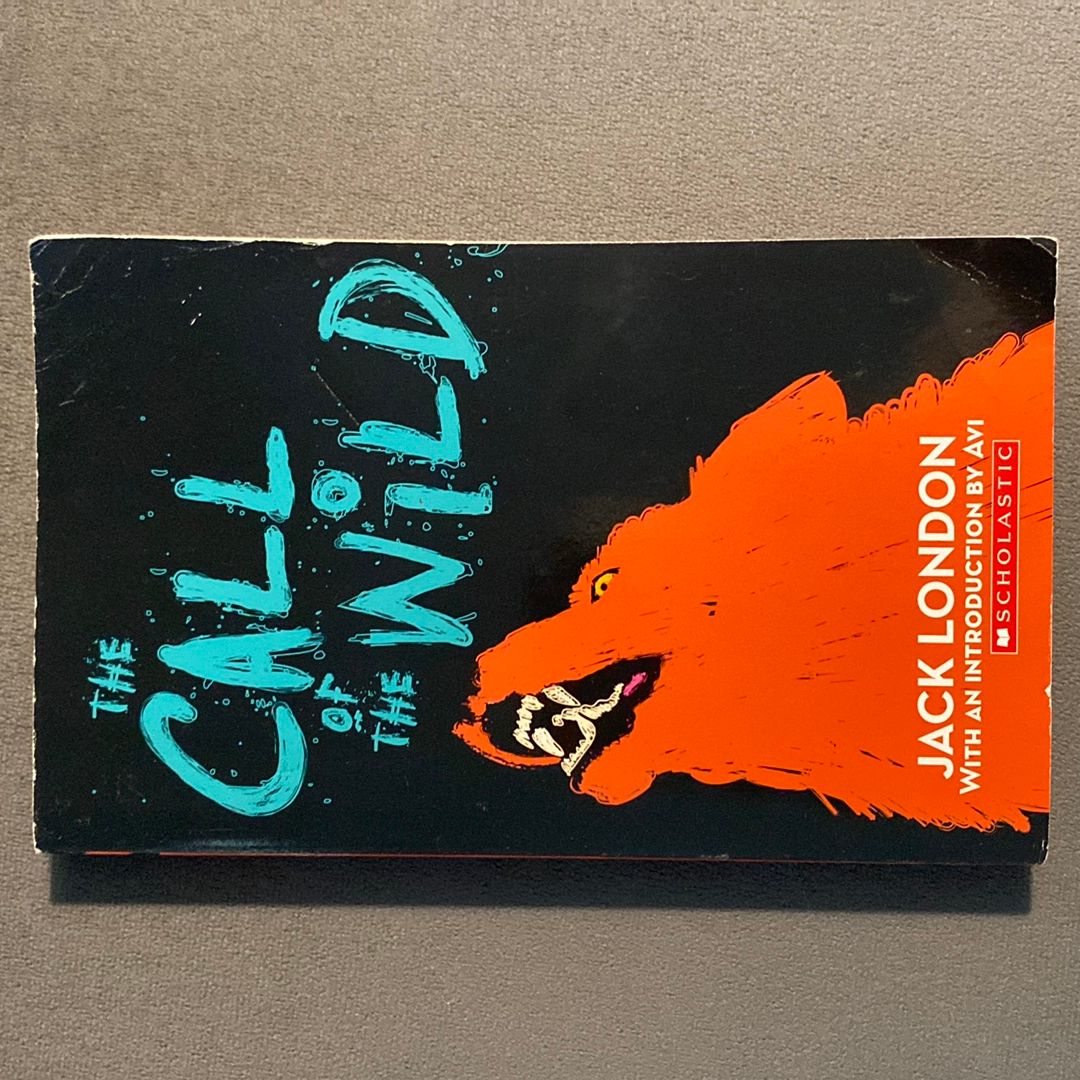 THE
CALL
OF
THE
WiLD
JACK LONDON
WITH AN INTRODUCTION BY AVI
SCHOLASTIC